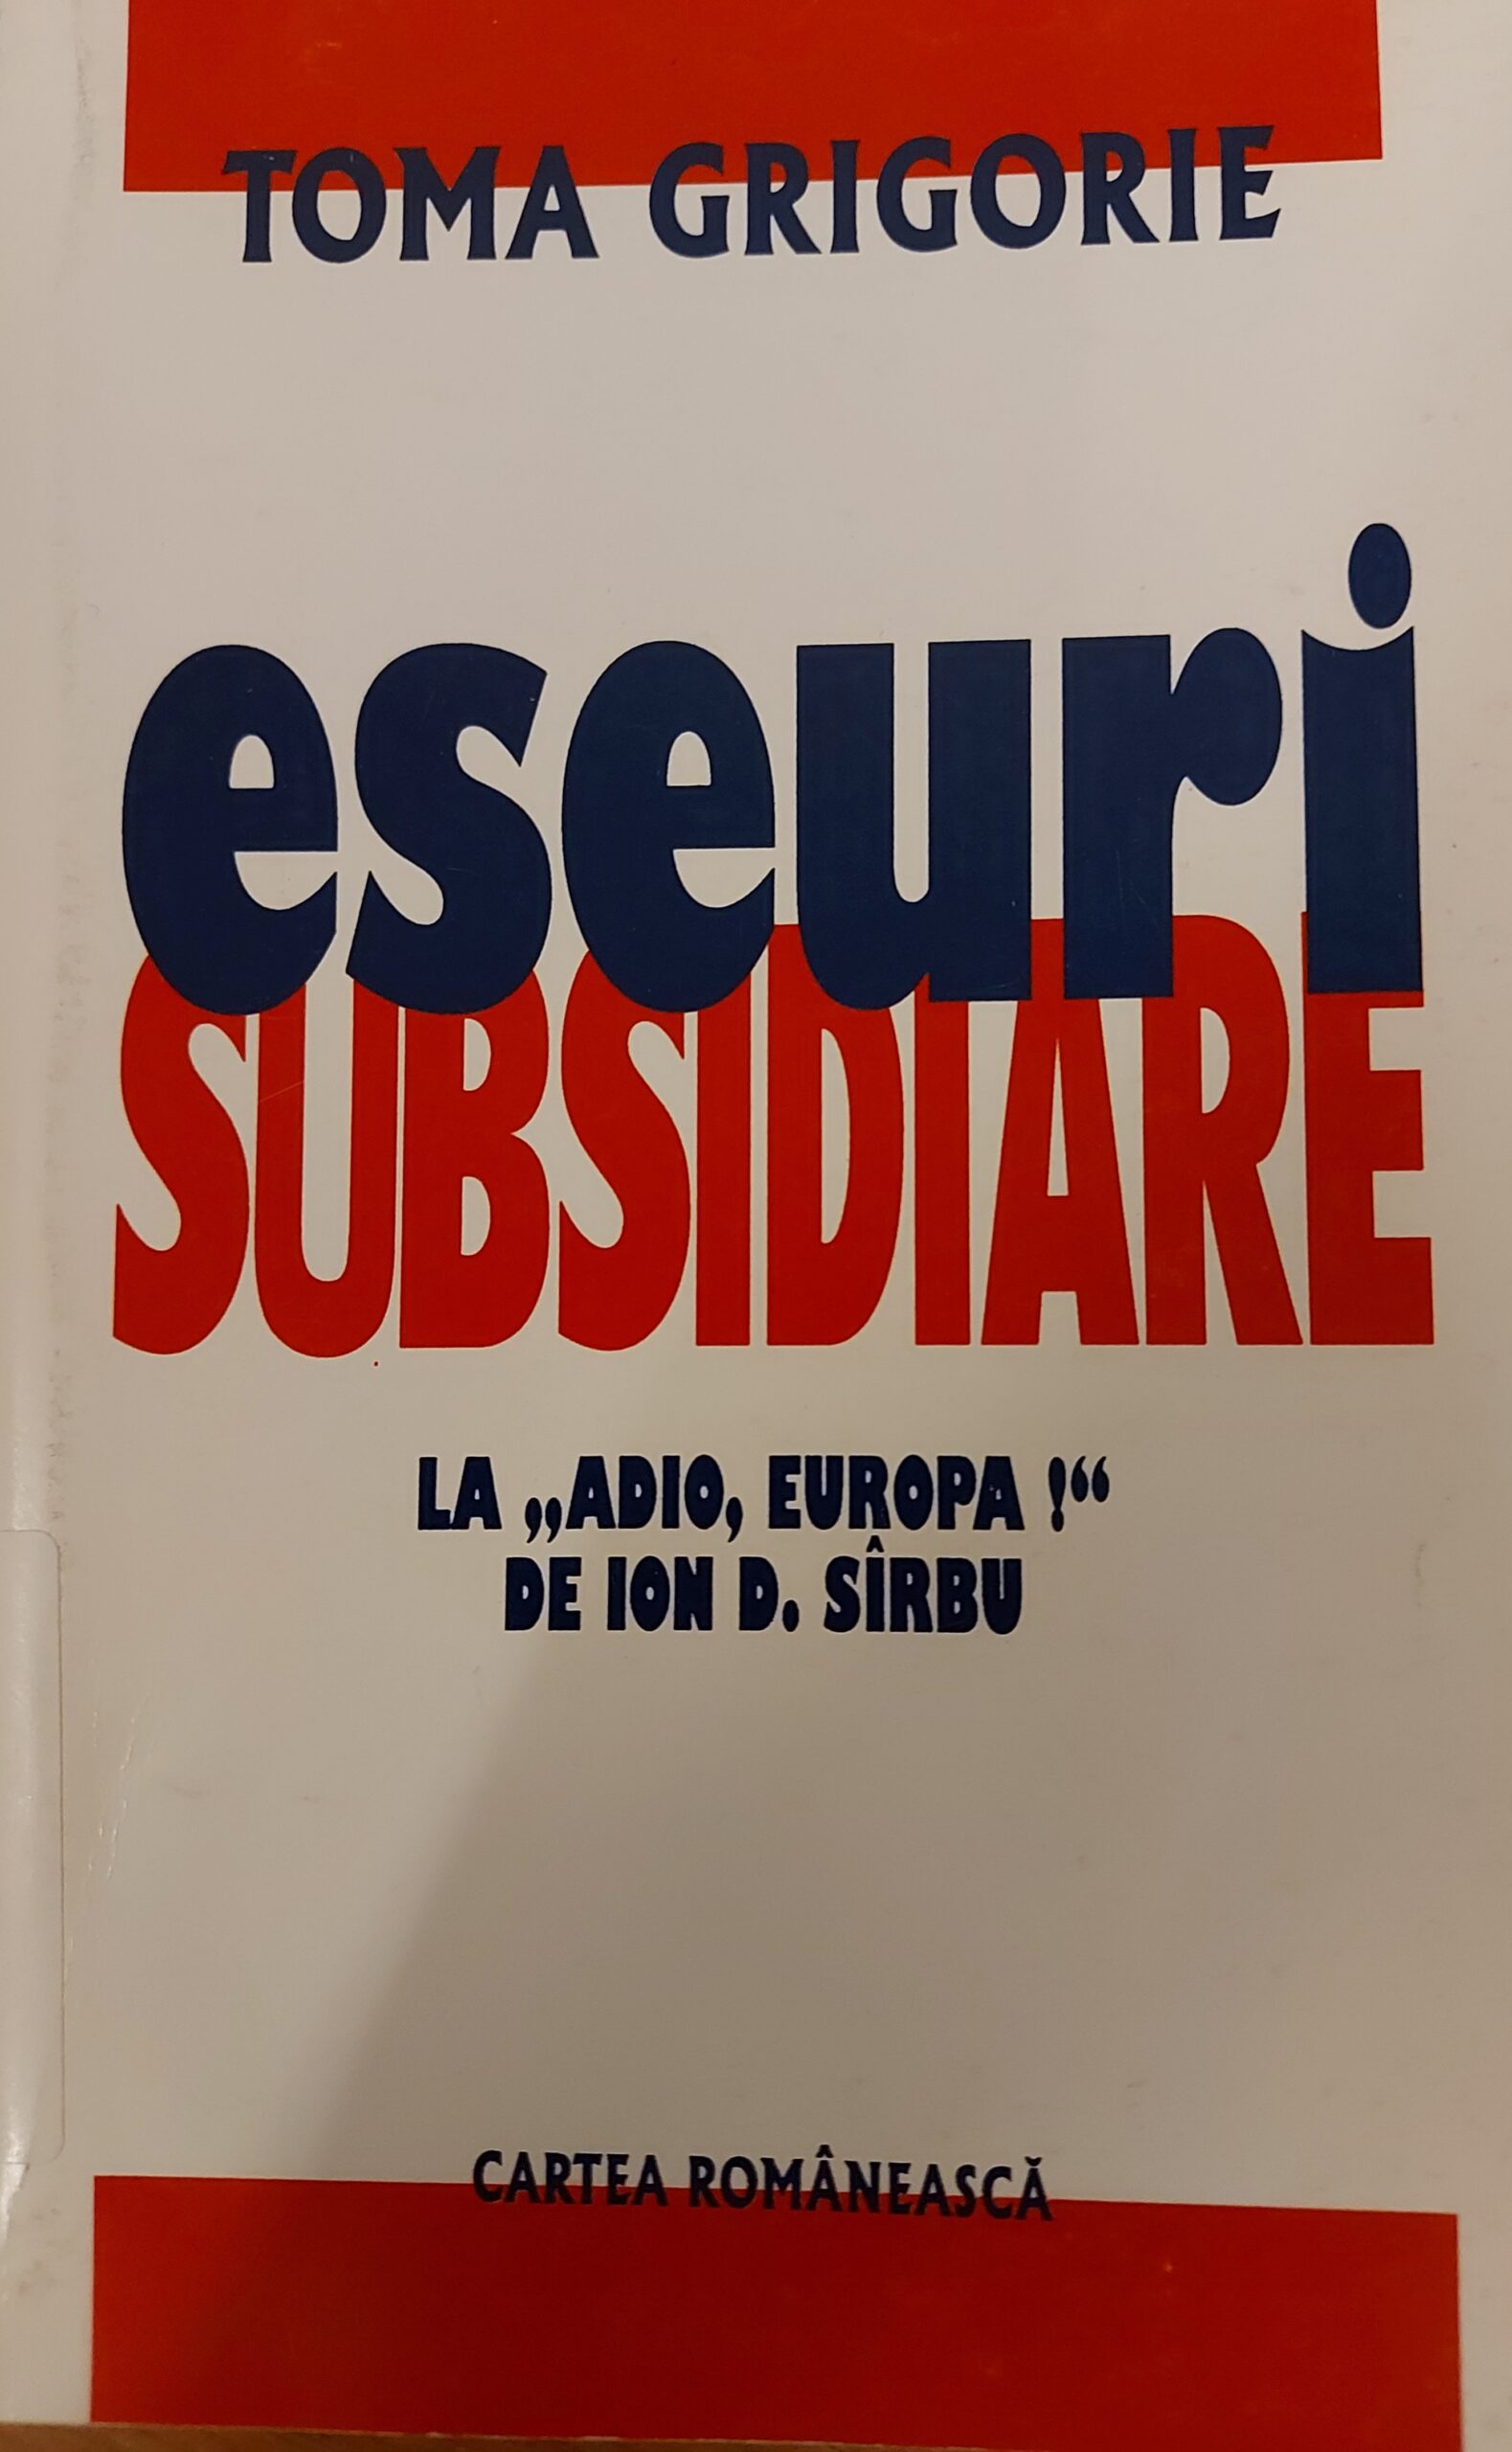 TOMA GRIGORIE
eseuri
SUBSIDIARE
LA „ADIO, EUROPA !“
DE ION D. SÎRBU
CARTEA ROMÂNEASCĂ